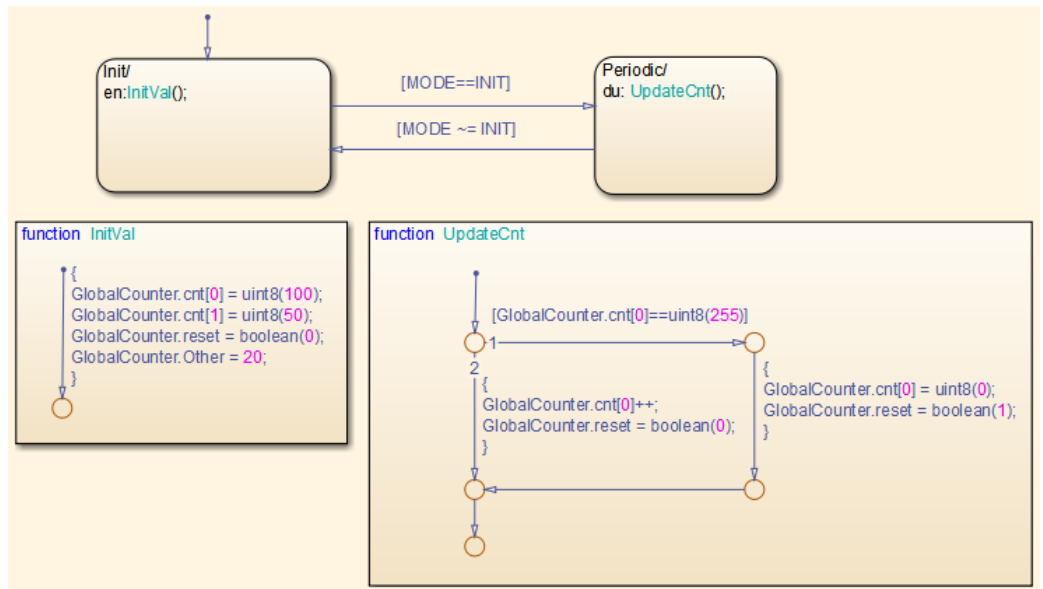 Init/
en:InitVal();
[MODE==INIT]
[MODE ~= INIT]
Periodic/
du: UpdateCnt();
function InitVal
{
GlobalCounter.cnt[0] = uint8(100);
GlobalCounter.cnt[1] = uint8(50);
GlobalCounter.reset = boolean(0);
GlobalCounter.Other = 20;
}
function UpdateCnt
[GlobalCounter.cnt[0]==uint8(255)]
1
2
{
GlobalCounter.cnt[0]++;
GlobalCounter.reset = boolean(0);
}
{
GlobalCounter.cnt[0] = uint8(0);
GlobalCounter.reset = boolean(1);
}